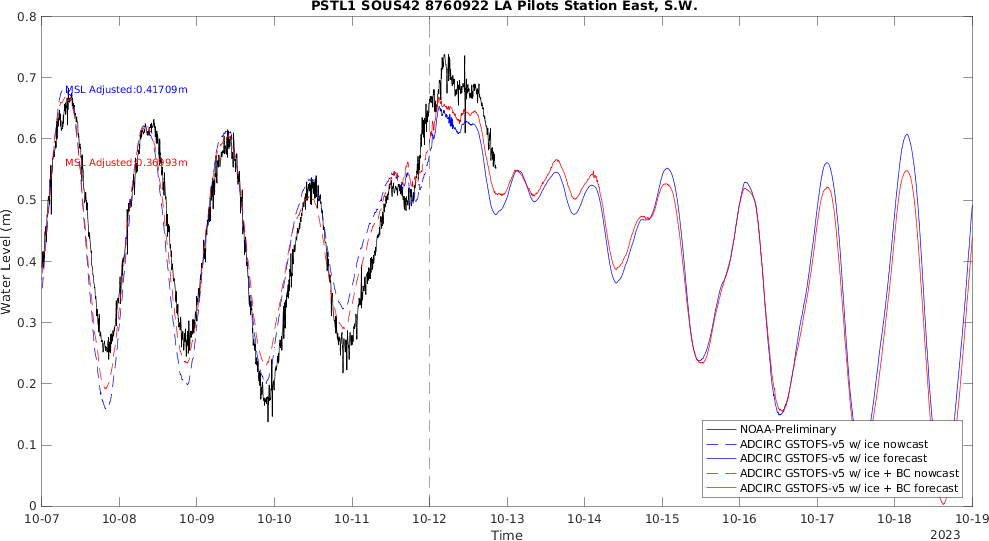 PSTL1 SOUS42 8760922 LA Pilots Station East, S.W.
0.8
0.7
0.6
0.5
0.4
0.3
0.2
0.1
0
Water Level (m)
MSL Adjusted:0.41709m
MSL Adjusted:0.36993m
NOAA-Preliminary
ADCIRC GSTOFS-v5 w/ ice nowcast
ADCIRC GSTOFS-v5 w/ ice forecast
ADCIRC GSTOFS-v5 w/ ice + BC nowcast
ADCIRC GSTOFS-v5 w/ ice + BC forecast
10-07 10-08 10-09 10-10 10-11 10-12 10-13 10-14 10-15 10-16 10-17 10-18 10-19
Time
2023